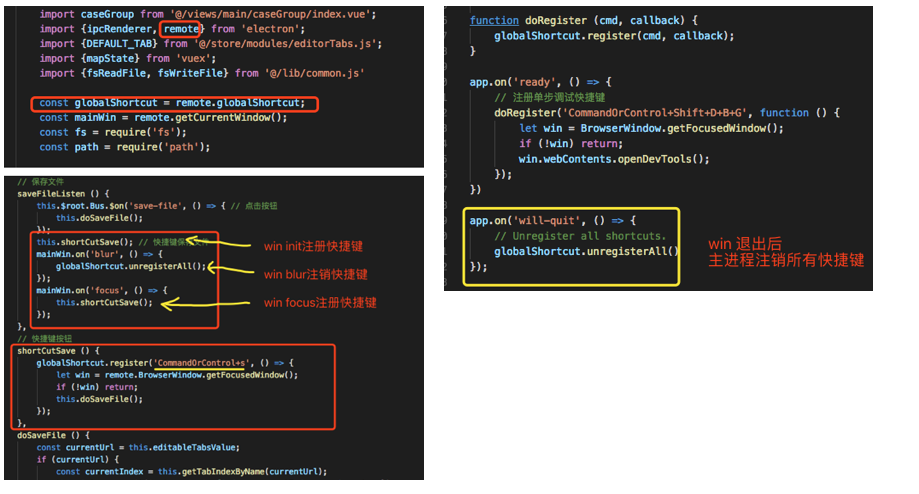 import caseGroup from '@/views/main/caseGroup/index.vue';
import {ipcRenderer, remote} from 'electron';
import {DEFAULT_TAB} from '@/store/modules/editorTabs.js';
import {mapState} from 'vuex';
import {fsReadFile, fsWriteFile} from '@/lib/common.js'
const globalShortcut = remote.globalShortcut;
const mainWin = remote.getCurrentWindow();
const fs = require('fs');
const path = require('path');
// 保存文件
saveFileListen () {
this.$root.Bus.$on('save-file', () => { // 点击按钮
this.doSaveFile();
});
this.shortCutSave(); // 快捷键保存文件
win init注册快捷键
mainWin.on('blur', () => {
globalShortcut.unregisterAll();
win blur注销快捷键
});
mainWin.on('focus', () => {
this.shortCutSave();
win focus注册快捷键
});
},
// 快捷键按钮
shortCutSave () {
globalShortcut.register('CommandOrControl+s', () => {
let win = remote.BrowserWindow.getFocusedWindow();
if (!win) return;
this.doSaveFile();
});
},
doSaveFile () {
const currentUrl = this.editableTabsValue;
if (currentUrl) {
const currentIndex = this.getTabIndexByName(currentUrl);
function doRegister (cmd, callback) {
globalShortcut.register(cmd, callback);
}
app.on('ready', () => {
// 注册单步调试快捷键
doRegister('CommandOrControl+Shift+D+B+G', function () {
let win = BrowserWindow.getFocusedWindow();
if (!win) return;
win.webContents.openDevTools();
});
})
app.on('will-quit', () => {
// Unregister all shortcuts.
globalShortcut.unregisterAll()
});
win 退出后
主进程注销所有快捷键